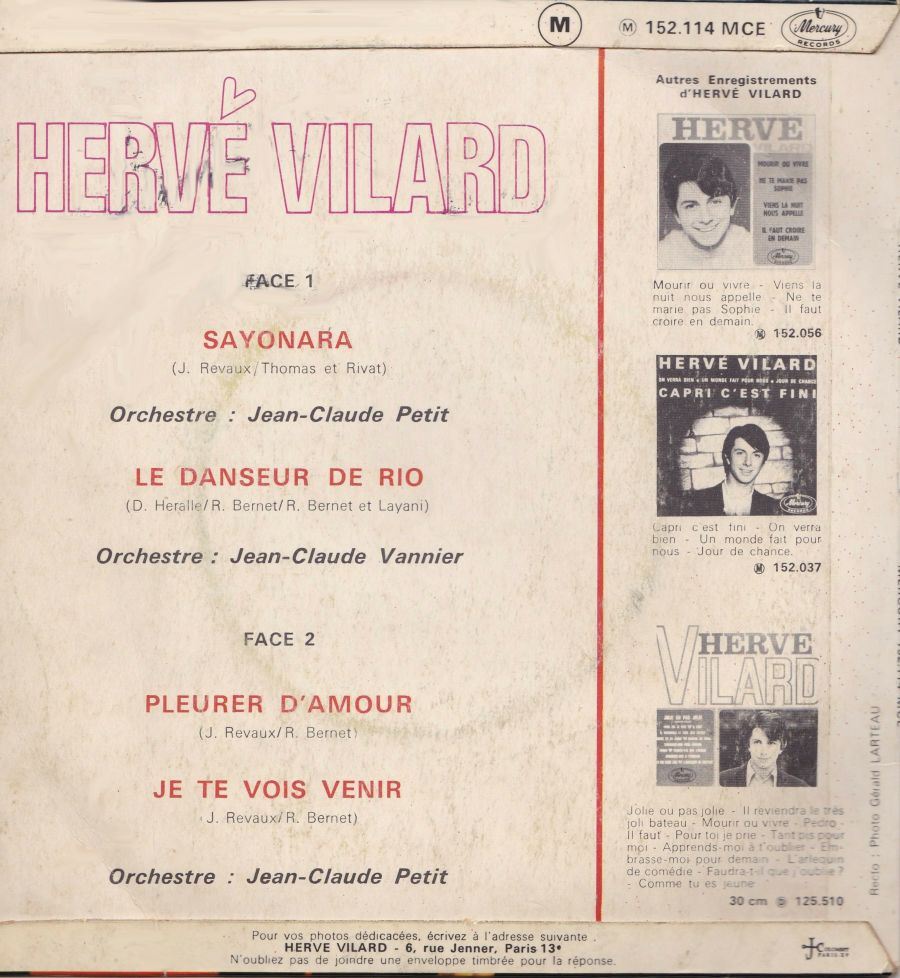 M M 152.114 MCE Mercury RECORDS
HERVÉ VILARD
FACE 1
SAYONARA
(J. Revaux/Thomas et Rivat)
Orchestre : Jean-Claude Petit
LE DANSEUR DE RIO
(D. Heralle/R. Bernet/R. Bernet et Layani)
Orchestre : Jean-Claude Vannier
FACE 2
PLEURER D'AMOUR
(J. Revaux/R. Bernet)
JE TE VOIS VENIR
J. Revaux/R. Bernet)
Orchestre : Jean-Claude Petit
Autres Enregistrements
d'HERVÉ VILARD
HERVE
VILARD
MOURIR OU VIVRE
NE TE MARIE PAS
SOPHIE
VIENS LA NUIT
NOUS APPELLE
IL FAUT CROIRE
EN DEMAIN
Mercury
Mourir ou vivre - Viens la
nuit nous appelle - Ne te
marie pas Sophie - Il faut
croire en demain.
M 152.056
HERVÉ VILARD
ON VERRA BIEN • UN MONDE FAIT POUR NOUS • JOUR DE CHANCE
CAPRI C'EST FINI
Mercury
RECORDS
Capri c'est fini - On verra
bien - Un monde fait pour
nous - Jour de chance.
M 152.037
HERVÉ
VILARD
JOLIE OU PAS JOLIE
Mercury
Jolie ou pas jolie - Il reviendra le très
joli bateau - Mourir ou vivre - Pedro -
Il faut - Pour toi je prie - Tant pis pour
moi - Apprends-moi à t'oublier - Em-
brasse-moi pour demain - L'arlequin
de comédie - Faudra-t-il que j'oublie ?
- Comme tu es jeune
30 cm S 125.510
Recto : Photo Gérald LARTEAU
Pour vos photos dédicacées, écrivez à l'adresse suivante .
HERVE VILARD - 6, rue Jenner, Paris 13e
N'oubliez pas de joindre une enveloppe timbrée pour la réponse.